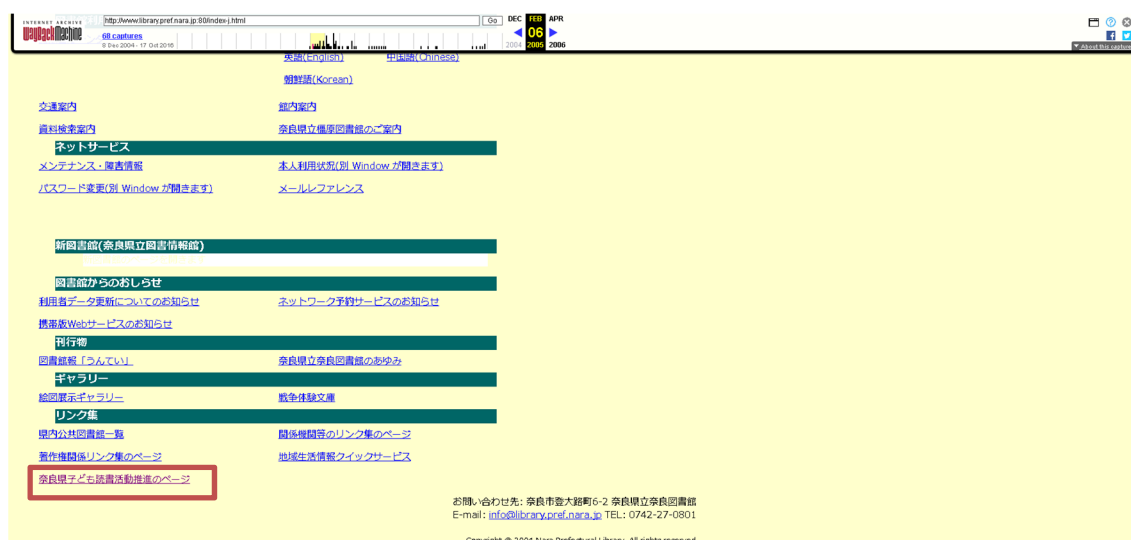 INTERNET ARCHIVE http://www.library.pref.nara.jp:80/index-j.html Go DEC FEB APR
WayBackMachine 68 captures 06
8 Dec 2004 - 17 Oct 2016 2004 2005 2006 About this capture
英語(English) 中国語(Chinese)
朝鮮語(Korean)
交通案内 館内案内
資料検索案内 奈良県立橿原図書館のご案内
ネットサービス
メンテナンス・障害情報 本人利用状況(別 Window が開きます)
パスワード変更(別 Window が開きます) メールレファレンス
新図書館(奈良県立図書情報館)
図書館からのおしらせ
利用者データ更新についてのお知らせ ネットワーク予約サービスのお知らせ
携帯版Webサービスのお知らせ
刊行物
図書館報「うんてい」 奈良県立奈良図書館のあゆみ
ギャラリー
絵図展示ギャラリー 戦争体験文庫
リンク集
県内公共図書館一覧 関係機関等のリンク集のページ
著作権関係リンク集のページ 地域生活情報クイックサービス
奈良県子ども読書活動推進のページ
お問い合わせ先: 奈良市登大路町6-2 奈良県立奈良図書館
E-mail: info@library.pref.nara.jp TEL: 0742-27-0801
Copyright © 2004 Nara Prefectural Library. All rights reserved